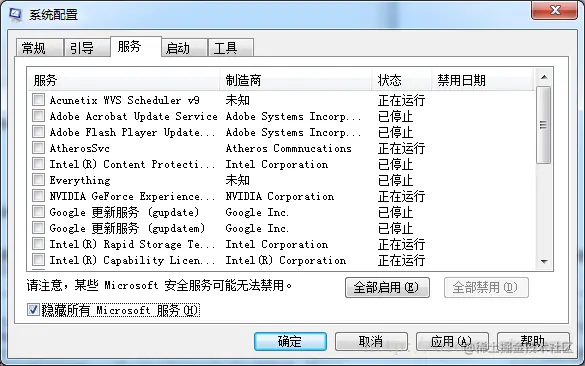 系统配置
常规 引导 服务 启动 工具
服务 制造商 状态 禁用日期
Acunetix WVS Scheduler v9 未知 正在运行
Adobe Acrobat Update Service Adobe Systems Incorp... 已停止
Adobe Flash Player Update... Adobe Systems Incorp... 已停止
AtherosSvc Atheros Commnucations 正在运行
Intel(R) Content Protecti... Intel Corporation 已停止
Everything 未知 已停止
NVIDIA GeForce Experience... NVIDIA Corporation 正在运行
Google 更新服务 (gupdate) Google Inc. 已停止
Google 更新服务 (gupdatem) Google Inc. 已停止
Intel(R) Rapid Storage Te... Intel Corporation 正在运行
Intel(R) Capability Licen... Intel(R) Corporation 正在运行
请注意，某些 Microsoft 安全服务可能无法禁用。 全部启用(E) 全部禁用(D)
隐藏所有 Microsoft 服务(H)
确定 取消 应用(A) 帮助
@稀土掘金技术社区